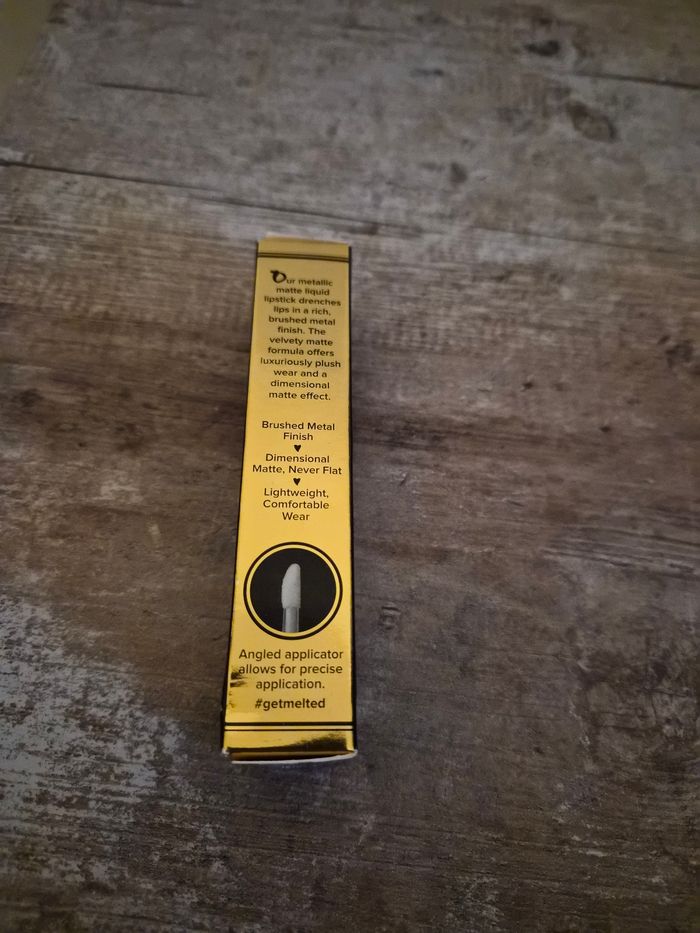 Our metallic
matte liquid
lipstick drenches
lips in a rich,
brushed metal
finish. The
velvety matte
formula offers
luxuriously plush
wear and a
dimensional
matte effect.
Brushed Metal
Finish
♥
Dimensional
Matte, Never Flat
♥
Lightweight,
Comfortable
Wear
Angled applicator
allows for precise
application.
#getmelted